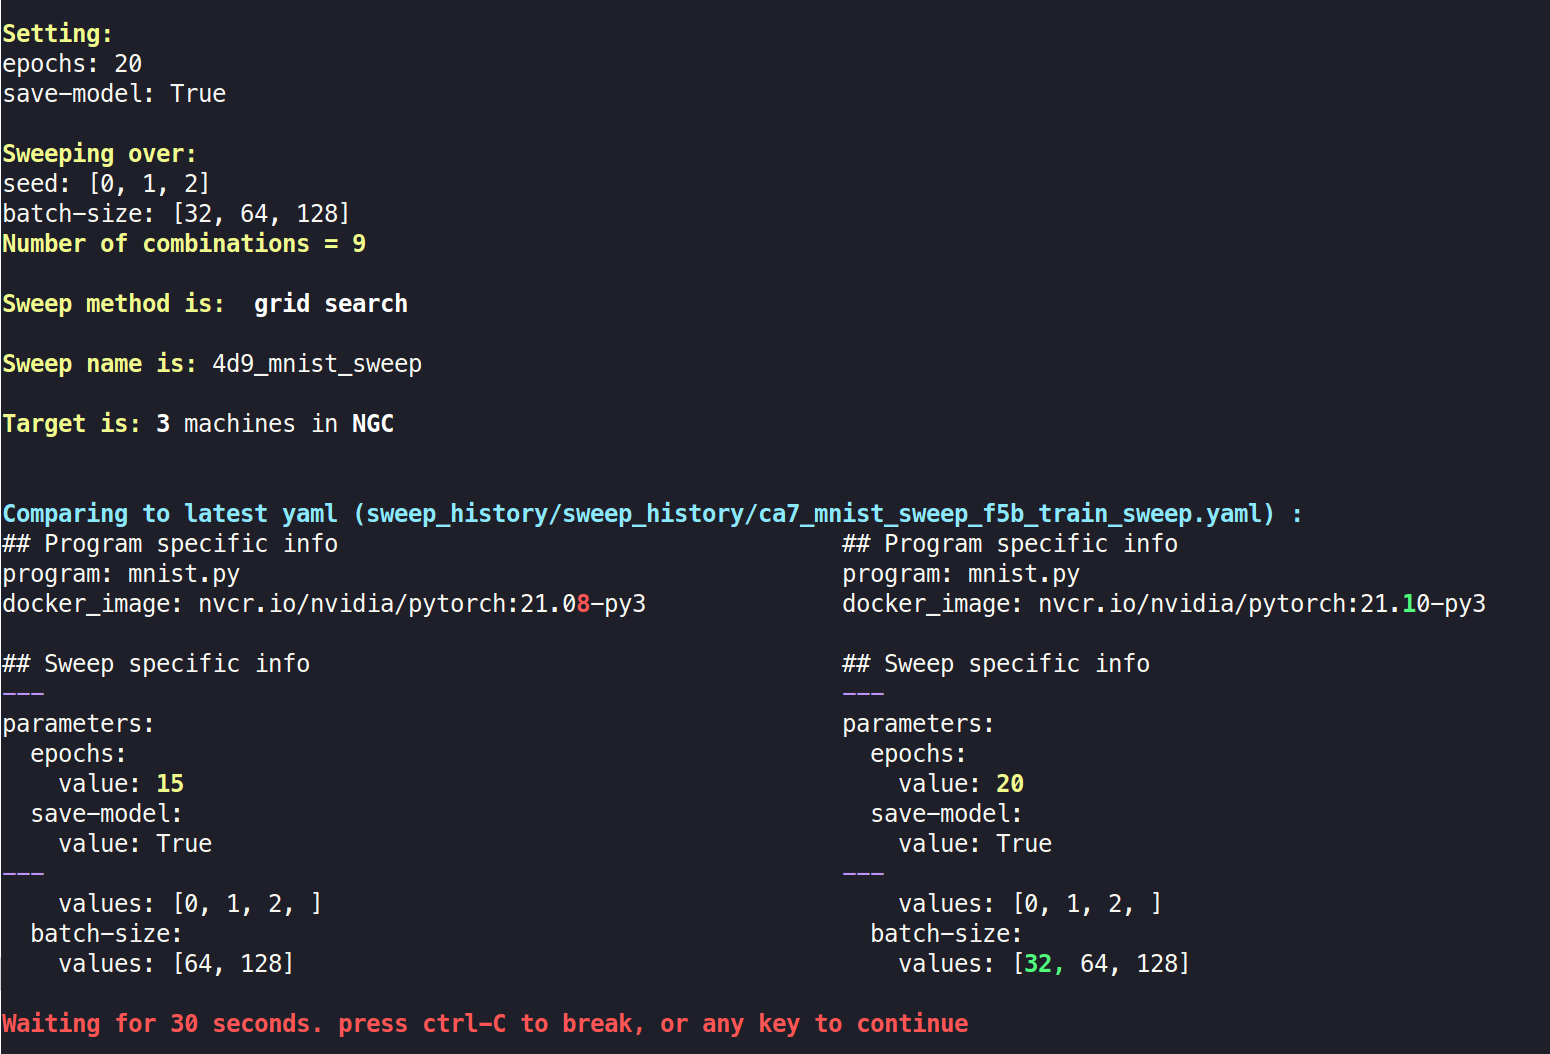 Setting:
epochs: 20
save-model: True
Sweeping over:
seed: [0, 1, 2]
batch-size: [32, 64, 128]
Number of combinations = 9
Sweep method is:  grid search
Sweep name is: 4d9_mnist_sweep
Target is: 3 machines in NGC
Comparing to latest yaml (sweep_history/sweep_history/ca7_mnist_sweep_f5b_train_sweep.yaml) :
## Program specific info                                    ## Program specific info
program: mnist.py                                           program: mnist.py
docker_image: nvcr.io/nvidia/pytorch:21.08-py3              docker_image: nvcr.io/nvidia/pytorch:21.10-py3
## Sweep specific info                                      ## Sweep specific info
---                                                         ---
parameters:                                                 parameters:
  epochs:                                                     epochs:
    value: 15                                                   value: 20
  save-model:                                                 save-model:
    value: True                                                 value: True
---                                                         ---
    values: [0, 1, 2, ]                                         values: [0, 1, 2, ]
  batch-size:                                                 batch-size:
    values: [64, 128]                                           values: [32, 64, 128]
Waiting for 30 seconds. press ctrl-C to break, or any key to continue